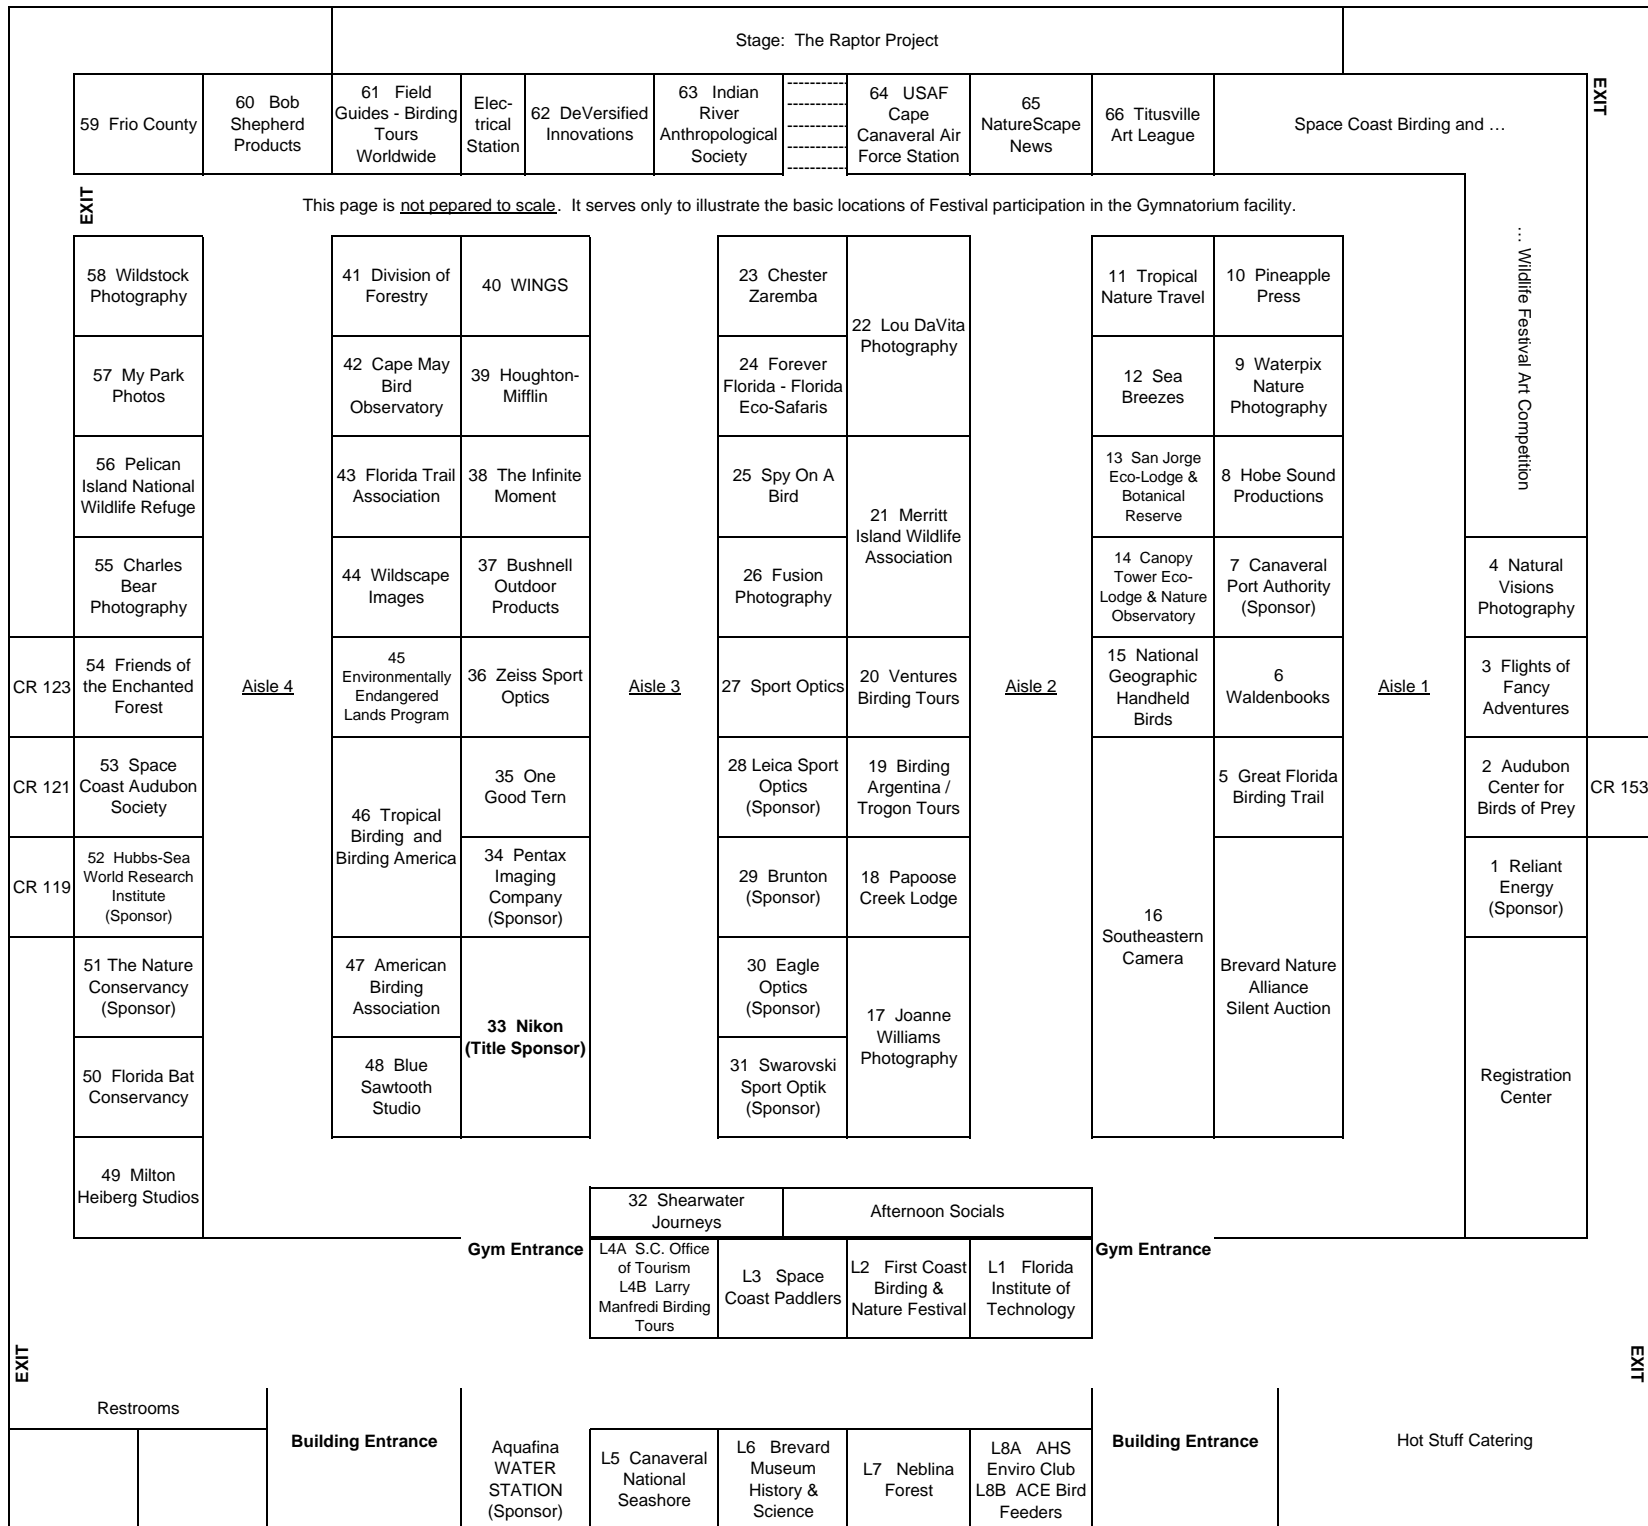 Stage:  The Raptor Project
59  Frio County
60  Bob
Shepherd
Products
61  Field
Guides - Birding
Tours
Worldwide
Elec-
trical
Station
62  DeVersified
Innovations
63  Indian
River
Anthropological
Society
64  USAF
Cape
Canaveral Air
Force Station
65
NatureScape
News
66  Titusville
Art League
Space Coast Birding and …
EXIT
EXIT
This page is not pepared to scale.  It serves only to illustrate the basic locations of Festival participation in the Gymnatorium facility.
… Wildlife Festival Art Competition
58  Wildstock
Photography
41  Division of
Forestry
40  WINGS
23  Chester
Zaremba
22  Lou DaVita
Photography
11  Tropical
Nature Travel
10  Pineapple
Press
57  My Park
Photos
42  Cape May
Bird
Observatory
39  Houghton-
Mifflin
24  Forever
Florida - Florida
Eco-Safaris
12  Sea
Breezes
9  Waterpix
Nature
Photography
56  Pelican
Island National
Wildlife Refuge
43  Florida Trail
Association
38  The Infinite
Moment
25  Spy On A
Bird
21  Merritt
Island Wildlife
Association
13  San Jorge
Eco-Lodge &
Botanical
Reserve
8  Hobe Sound
Productions
55  Charles
Bear
Photography
44  Wildscape
Images
37  Bushnell
Outdoor
Products
26  Fusion
Photography
14  Canopy
Tower Eco-
Lodge & Nature
Observatory
7  Canaveral
Port Authority
(Sponsor)
4  Natural
Visions
Photography
CR 123
54  Friends of
the Enchanted
Forest
Aisle 4
45
Environmentally
Endangered
Lands Program
36  Zeiss Sport
Optics
Aisle 3
27  Sport Optics
20  Ventures
Birding Tours
Aisle 2
15  National
Geographic
Handheld
Birds
6
Waldenbooks
Aisle 1
3  Flights of
Fancy
Adventures
CR 121
53  Space
Coast Audubon
Society
46  Tropical
Birding  and
Birding America
35  One
Good Tern
28 Leica Sport
Optics
(Sponsor)
19  Birding
Argentina /
Trogon Tours
16
Southeastern
Camera
5  Great Florida
Birding Trail
2  Audubon
Center for
Birds of Prey
CR 153
CR 119
52  Hubbs-Sea
World Research
Institute
(Sponsor)
34  Pentax
Imaging
Company
(Sponsor)
29  Brunton
(Sponsor)
18  Papoose
Creek Lodge
Brevard Nature
Alliance
Silent Auction
1  Reliant
Energy
(Sponsor)
51 The Nature
Conservancy
(Sponsor)
47  American
Birding
Association
33  Nikon
(Title Sponsor)
30  Eagle
Optics
(Sponsor)
17  Joanne
Williams
Photography
Registration
Center
50  Florida Bat
Conservancy
48  Blue
Sawtooth
Studio
31  Swarovski
Sport Optik
(Sponsor)
49  Milton
Heiberg Studios
32  Shearwater
Journeys
Afternoon Socials
Gym Entrance
L4A  S.C. Office
of Tourism
L4B  Larry
Manfredi Birding
Tours
L3   Space
Coast Paddlers
L2   First Coast
Birding &
Nature Festival
L1   Florida
Institute of
Technology
Gym Entrance
EXIT
EXIT
Restrooms
Building Entrance
Aquafina
WATER
STATION
(Sponsor)
L5  Canaveral
National
Seashore
L6   Brevard
Museum
History &
Science
L7   Neblina
Forest
L8A   AHS
Enviro Club
L8B  ACE Bird
Feeders
Building Entrance
Hot Stuff Catering